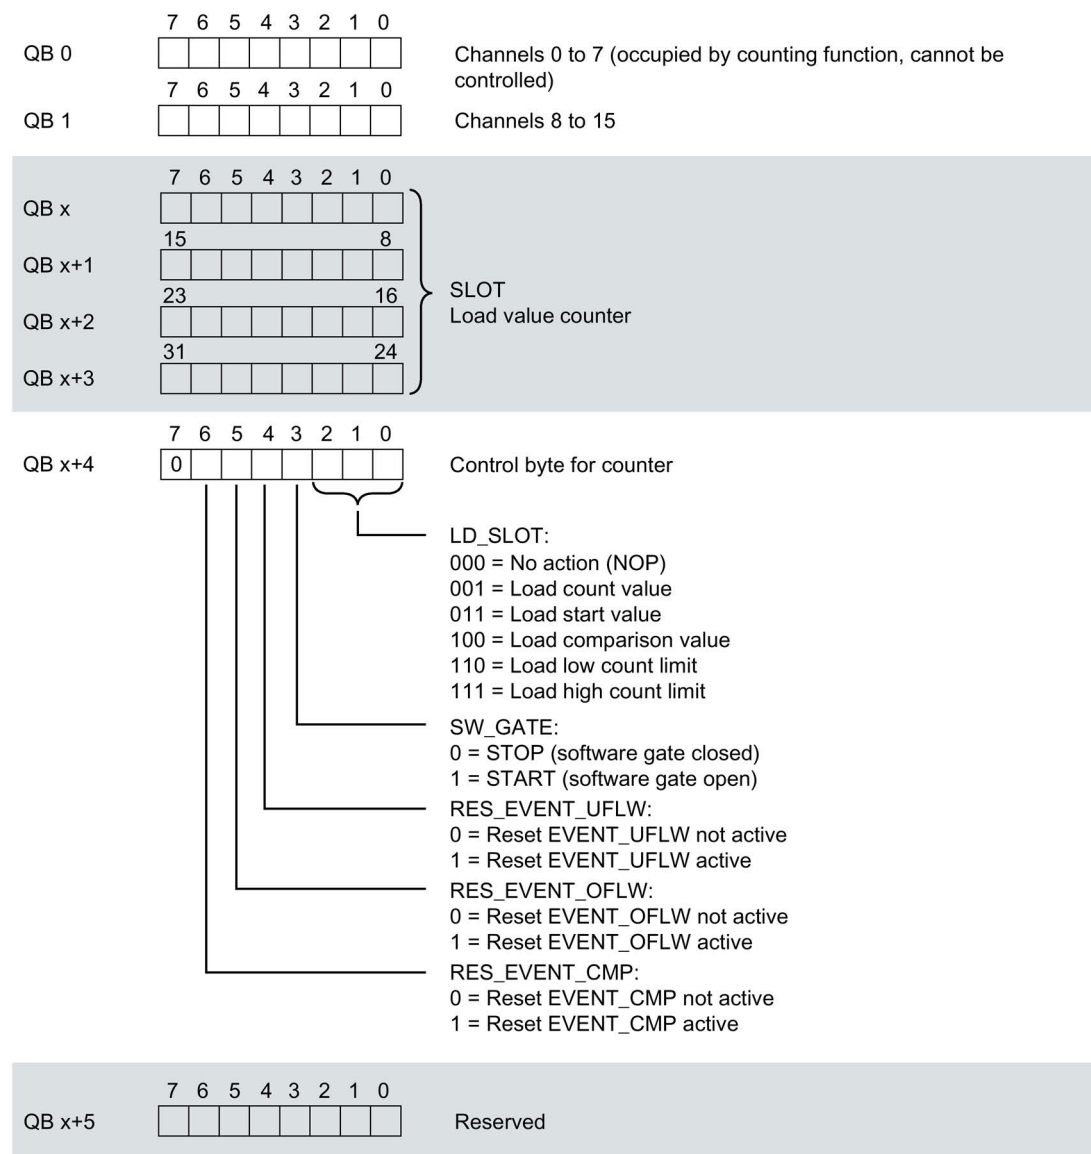 7 6 5 4 3 2 1 0
QB 0 Channels 0 to 7 (occupied by counting function, cannot be
controlled)
7 6 5 4 3 2 1 0
QB 1 Channels 8 to 15
7 6 5 4 3 2 1 0
QB x
15 8
QB x+1
23 16
QB x+2
31 24
QB x+3
SLOT
Load value counter
7 6 5 4 3 2 1 0
QB x+4 0 Control byte for counter
LD_SLOT:
000 = No action (NOP)
001 = Load count value
011 = Load start value
100 = Load comparison value
110 = Load low count limit
111 = Load high count limit
SW_GATE:
0 = STOP (software gate closed)
1 = START (software gate open)
RES_EVENT_UFLW:
0 = Reset EVENT_UFLW not active
1 = Reset EVENT_UFLW active
RES_EVENT_OFLW:
0 = Reset EVENT_OFLW not active
1 = Reset EVENT_OFLW active
RES_EVENT_CMP:
0 = Reset EVENT_CMP not active
1 = Reset EVENT_CMP active
7 6 5 4 3 2 1 0
QB x+5 Reserved